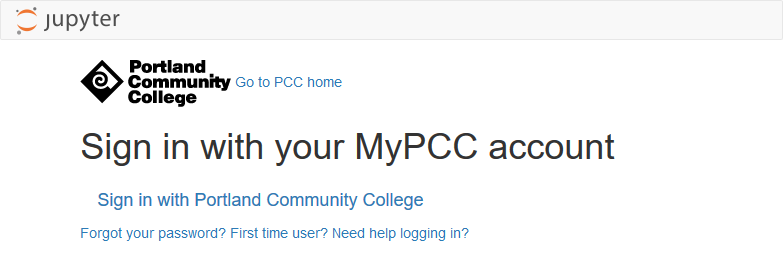 jupyter
Portland
Community
College
Go to PCC home
Sign in with your MyPCC account
Sign in with Portland Community College
Forgot your password? First time user? Need help logging in?